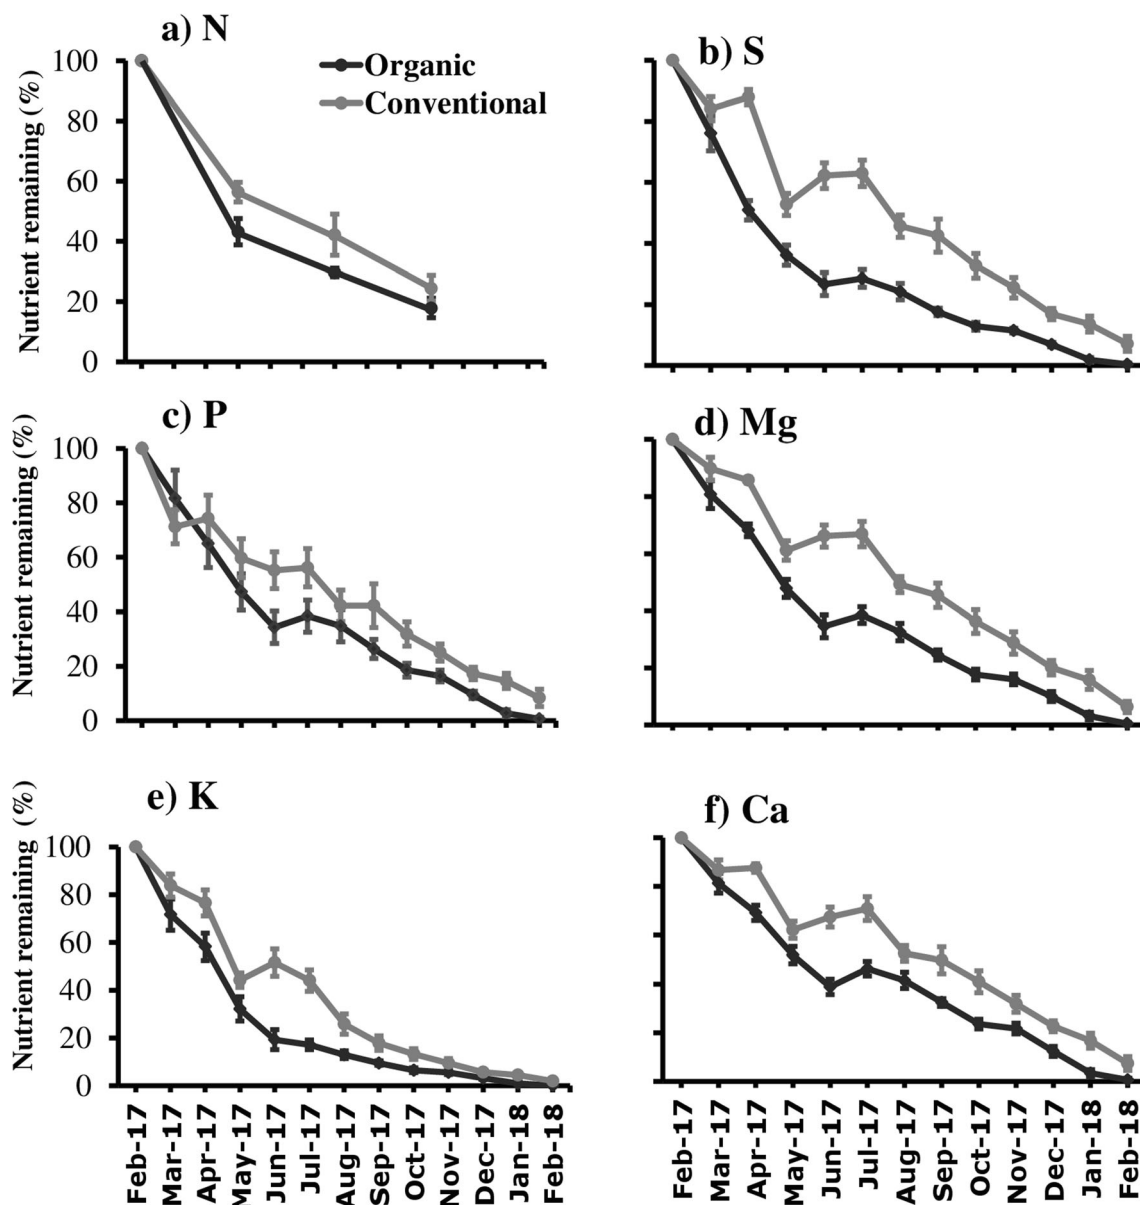 a) N
Organic
Conventional
Nutrient remaining (%)
100
80
60
40
20
0
b) S
c) P
Nutrient remaining (%)
100
80
60
40
20
0
d) Mg
e) K
Nutrient remaining (%)
100
80
60
40
20
0
Feb-17
Mar-17
Apr-17
May-17
Jun-17
Jul-17
Aug-17
Sep-17
Oct-17
Nov-17
Dec-17
Jan-18
Feb-18
f) Ca
Feb-17
Mar-17
Apr-17
May-17
Jun-17
Jul-17
Aug-17
Sep-17
Oct-17
Nov-17
Dec-17
Jan-18
Feb-18